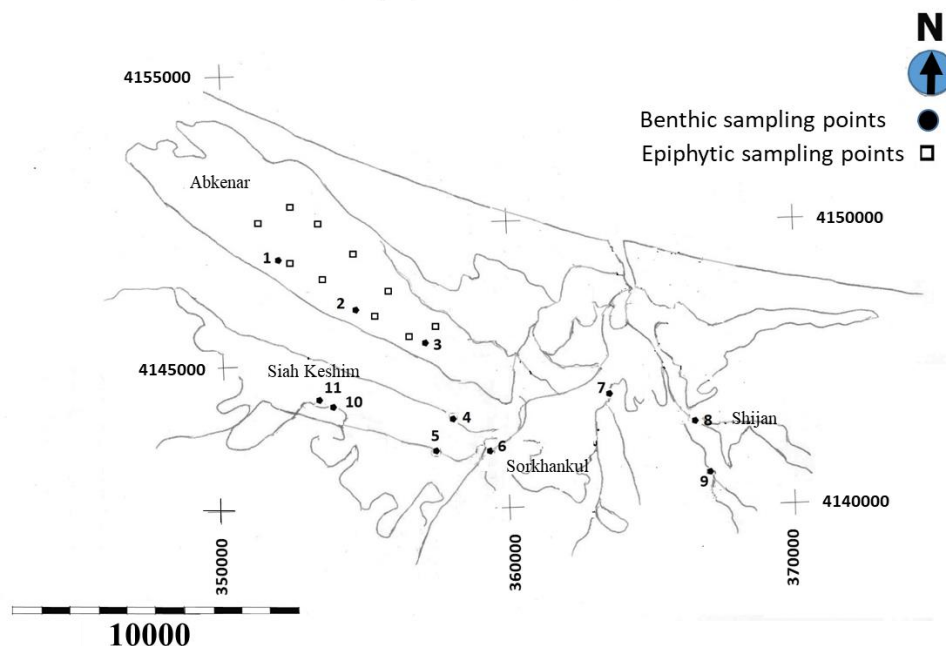 N
4155000
Benthic sampling points
Epiphytic sampling points
Abkenar
4150000
1
2
3
4145000
Siah Keshim
11
10
7
4
8
Shijan
5
6
Sorkhankul
9
4140000
350000
360000
370000
10000